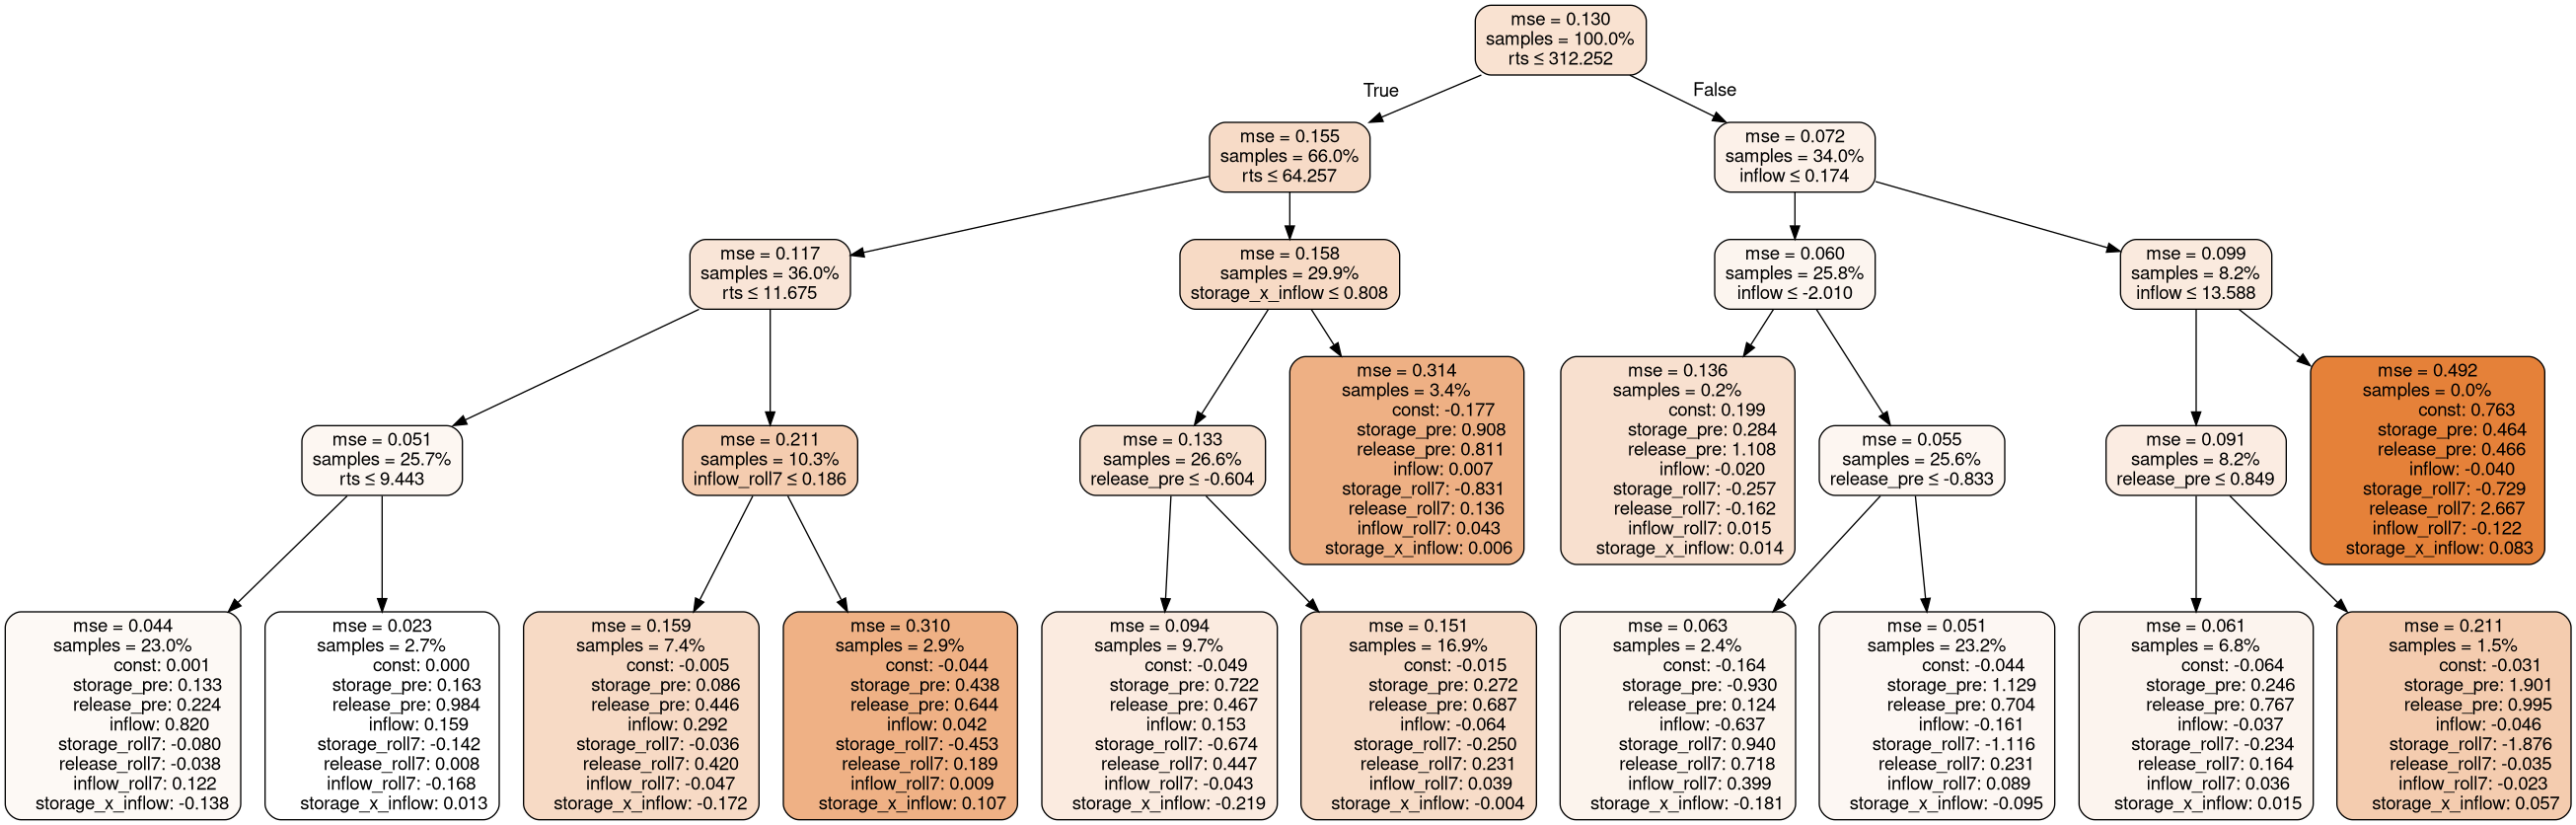 mse = 0.130
samples = 100.0%
rts ≤ 312.252
True
False
mse = 0.155
samples = 66.0%
rts ≤ 64.257
mse = 0.072
samples = 34.0%
inflow ≤ 0.174
mse = 0.117
samples = 36.0%
rts ≤ 11.675
mse = 0.158
samples = 29.9%
storage_x_inflow ≤ 0.808
mse = 0.060
samples = 25.8%
inflow ≤ -2.010
mse = 0.099
samples = 8.2%
inflow ≤ 13.588
mse = 0.314
samples = 3.4%
const: -0.177
storage_pre: 0.908
release_pre: 0.811
inflow: 0.007
storage_roll7: -0.831
release_roll7: 0.136
inflow_roll7: 0.043
storage_x_inflow: 0.006
mse = 0.136
samples = 0.2%
const: 0.199
storage_pre: 0.284
release_pre: 1.108
inflow: -0.020
storage_roll7: -0.257
release_roll7: -0.162
inflow_roll7: 0.015
storage_x_inflow: 0.014
mse = 0.492
samples = 0.0%
const: 0.763
storage_pre: 0.464
release_pre: 0.466
inflow: -0.040
storage_roll7: -0.729
release_roll7: 2.667
inflow_roll7: -0.122
storage_x_inflow: 0.083
mse = 0.051
samples = 25.7%
rts ≤ 9.443
mse = 0.211
samples = 10.3%
inflow_roll7 ≤ 0.186
mse = 0.133
samples = 26.6%
release_pre ≤ -0.604
mse = 0.055
samples = 25.6%
release_pre ≤ -0.833
mse = 0.091
samples = 8.2%
release_pre ≤ 0.849
mse = 0.044
samples = 23.0%
const: 0.001
storage_pre: 0.133
release_pre: 0.224
inflow: 0.820
storage_roll7: -0.080
release_roll7: -0.038
inflow_roll7: 0.122
storage_x_inflow: -0.138
mse = 0.023
samples = 2.7%
const: 0.000
storage_pre: 0.163
release_pre: 0.984
inflow: 0.159
storage_roll7: -0.142
release_roll7: 0.008
inflow_roll7: -0.168
storage_x_inflow: 0.013
mse = 0.159
samples = 7.4%
const: -0.005
storage_pre: 0.086
release_pre: 0.446
inflow: 0.292
storage_roll7: -0.036
release_roll7: 0.420
inflow_roll7: -0.047
storage_x_inflow: -0.172
mse = 0.310
samples = 2.9%
const: -0.044
storage_pre: 0.438
release_pre: 0.644
inflow: 0.042
storage_roll7: -0.453
release_roll7: 0.189
inflow_roll7: 0.009
storage_x_inflow: 0.107
mse = 0.094
samples = 9.7%
const: -0.049
storage_pre: 0.722
release_pre: 0.467
inflow: 0.153
storage_roll7: -0.674
release_roll7: 0.447
inflow_roll7: -0.043
storage_x_inflow: -0.219
mse = 0.151
samples = 16.9%
const: -0.015
storage_pre: 0.272
release_pre: 0.687
inflow: -0.064
storage_roll7: -0.250
release_roll7: 0.231
inflow_roll7: 0.039
storage_x_inflow: -0.004
mse = 0.063
samples = 2.4%
const: -0.164
storage_pre: -0.930
release_pre: 0.124
inflow: -0.637
storage_roll7: 0.940
release_roll7: 0.718
inflow_roll7: 0.399
storage_x_inflow: -0.181
mse = 0.051
samples = 23.2%
const: -0.044
storage_pre: 1.129
release_pre: 0.704
inflow: -0.161
storage_roll7: -1.116
release_roll7: 0.231
inflow_roll7: 0.089
storage_x_inflow: -0.095
mse = 0.061
samples = 6.8%
const: -0.064
storage_pre: 0.246
release_pre: 0.767
inflow: -0.037
storage_roll7: -0.234
release_roll7: 0.164
inflow_roll7: 0.036
storage_x_inflow: 0.015
mse = 0.211
samples = 1.5%
const: -0.031
storage_pre: 1.901
release_pre: 0.995
inflow: -0.046
storage_roll7: -1.876
release_roll7: -0.035
inflow_roll7: -0.023
storage_x_inflow: 0.057